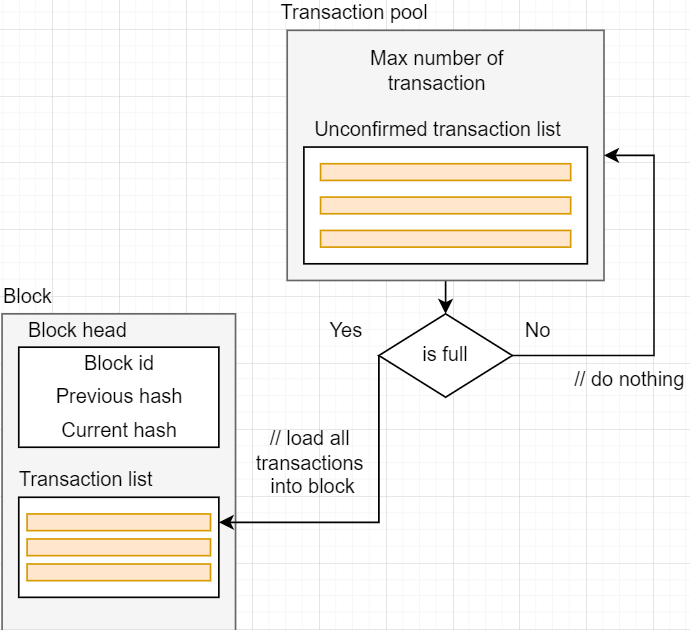 Transaction pool
Max number of
transaction
Unconfirmed transaction list
Block
Block head
Yes
No
is full
Block id
// do nothing
Previous hash
Current hash
// load all
transactions
into block
Transaction list